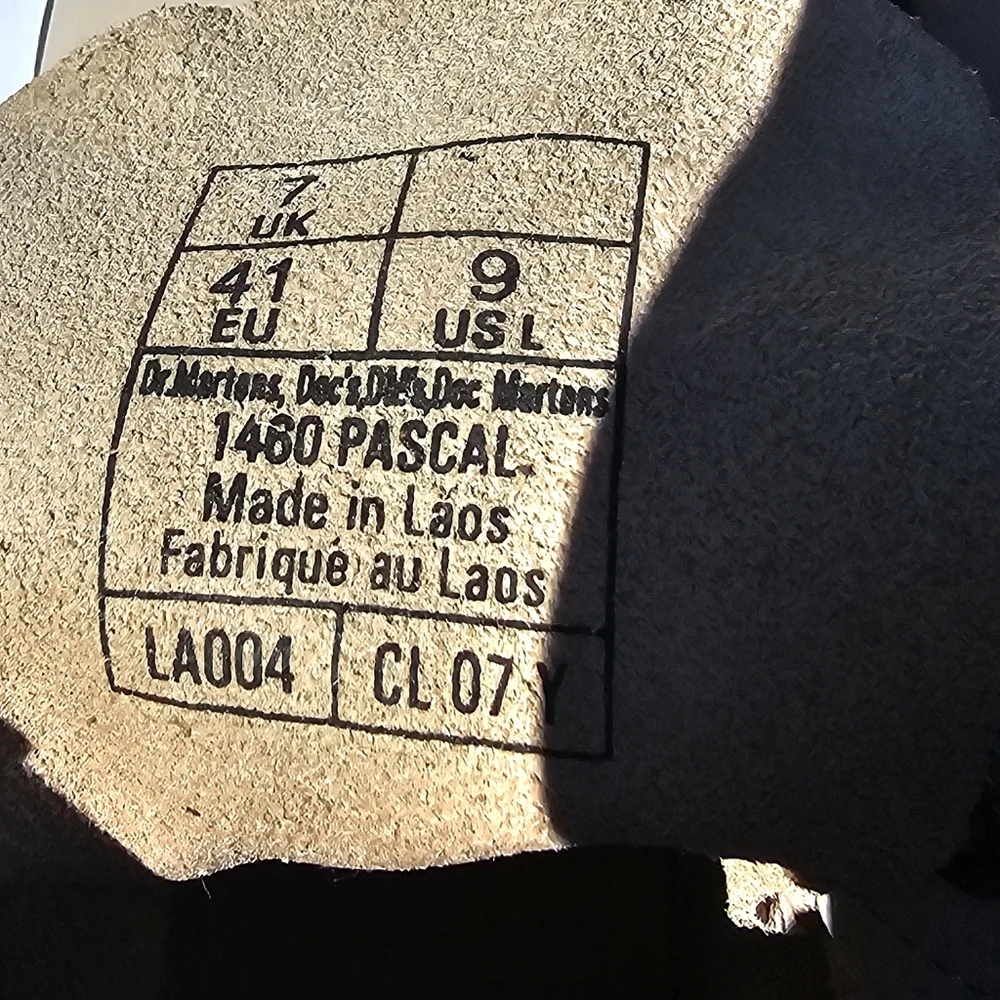 7
UK
41
EU
9
US L
Dr.Martens, Doc's,DM's,Doc Martens
1460 PASCAL
Made in Laos
Fabriqué au Laos
LA004
CL 07 Y